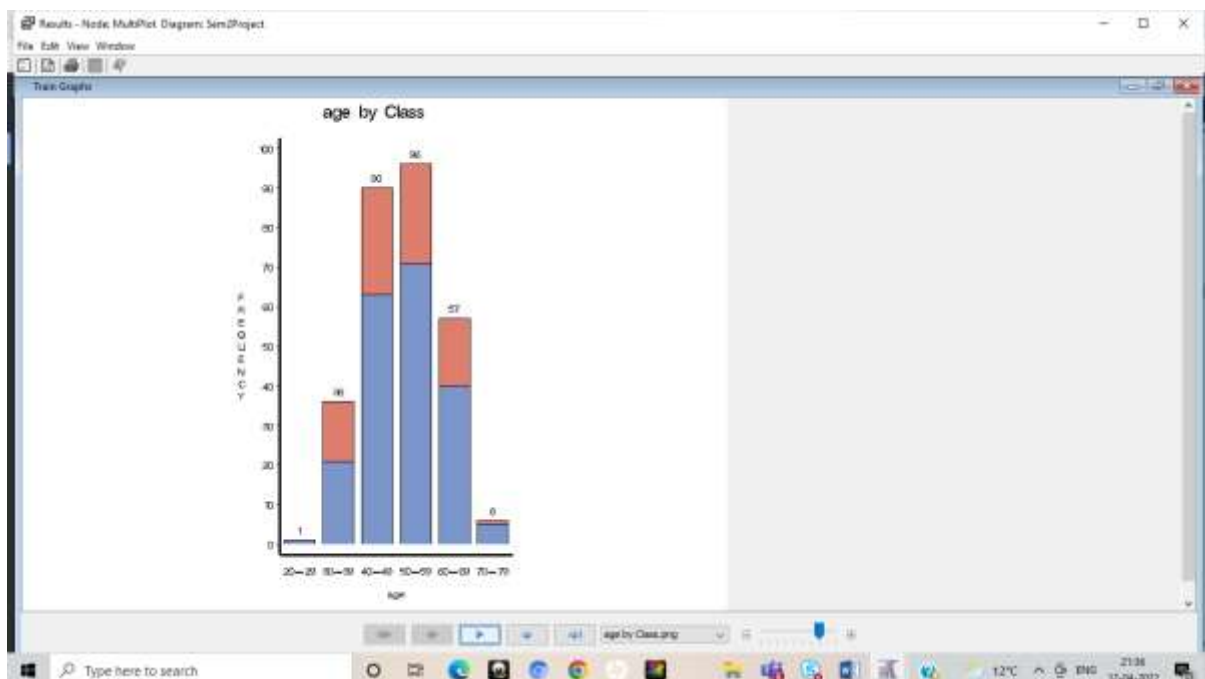 Results - Node: MultiPlot Diagram: Sem2Project
File Edit View Window
Train Graphs
age by Class
100
90
80
70
60
50
40
30
20
10
0
FREQUENCY
1
36
90
96
57
6
20-29 30-39 40-49 50-59 60-69 70-79
age
age by Class.png
Type here to search
12°C
ENG
21:36